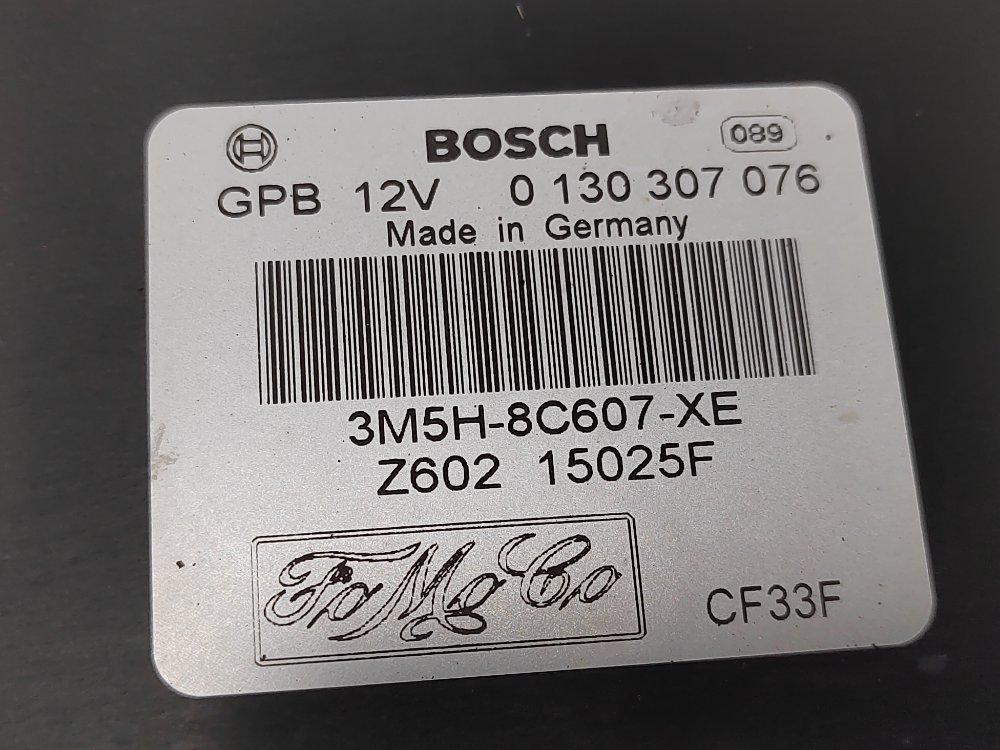 BOSCH 089
GPB 12V 0 130 307 076
Made in Germany
3M5H-8C607-XE
Z602 15025F
FoMoCo
CF33F